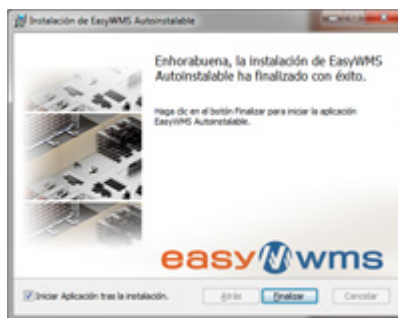 Instalación de EasyWMS Autoinstalable
Enhorabuena, la instalación de EasyWMS
Autoinstalable ha finalizado con éxito.
Haga clic en el botón Finalizar para iniciar la aplicación
EasyWMS Autoinstalable.
easy wms
Iniciar Aplicación tras la instalación.
Atrás Finalizar Cancelar